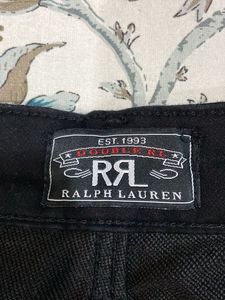 EST. 1993
DOUBLE RL
RRL
RALPH LAUREN